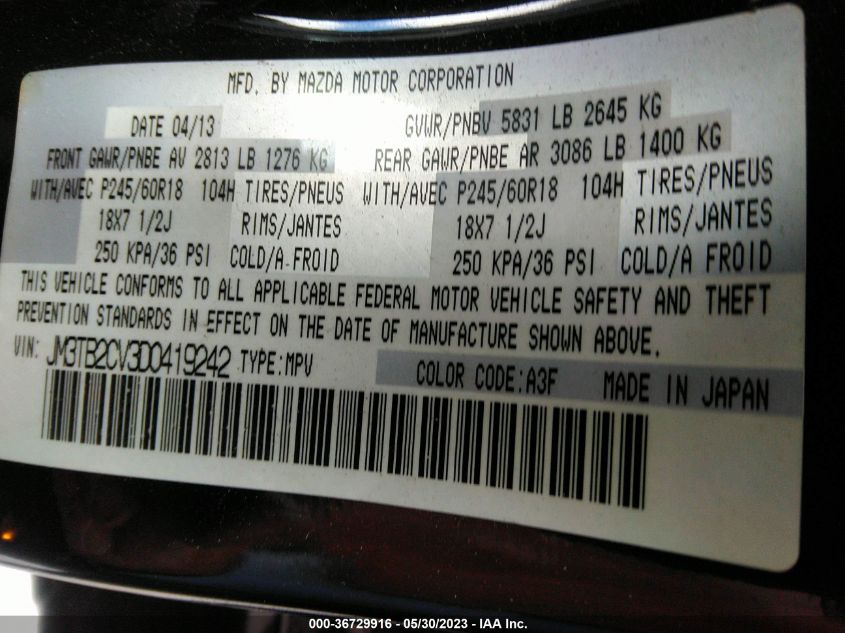 MFD. BY MAZDA MOTOR CORPORATION
DATE 04/13 GVWR/PNBV 5831 LB 2645 KG
FRONT GAWR/PNBE AV 2813 LB 1276 KG REAR GAWR/PNBE AR 3086 LB 1400 KG
WITH/AVEC P245/60R18 104H TIRES/PNEUS WITH/AVEC P245/60R18 104H TIRES/PNEUS
18X7 1/2J RIMS/JANTES 18X7 1/2J RIMS/JANTES
250 KPA/36 PSI COLD/A-FROID 250 KPA/36 PSI COLD/A FROID
THIS VEHICLE CONFORMS TO ALL APPLICABLE FEDERAL MOTOR VEHICLE SAFETY AND THEFT
PREVENTION STANDARDS IN EFFECT ON THE DATE OF MANUFACTURE SHOWN ABOVE.
VIN: JM3TB2CV3D0419242 TYPE:MPV COLOR CODE:A3F MADE IN JAPAN
000-36729916 - 05/30/2023 - IAA Inc.